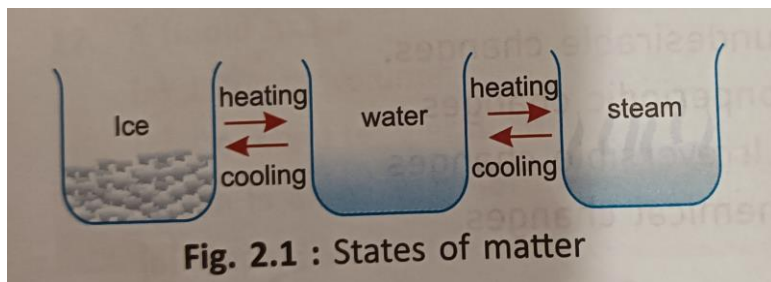 Ice
heating
cooling
water
heating
cooling
steam
Fig. 2.1 : States of matter